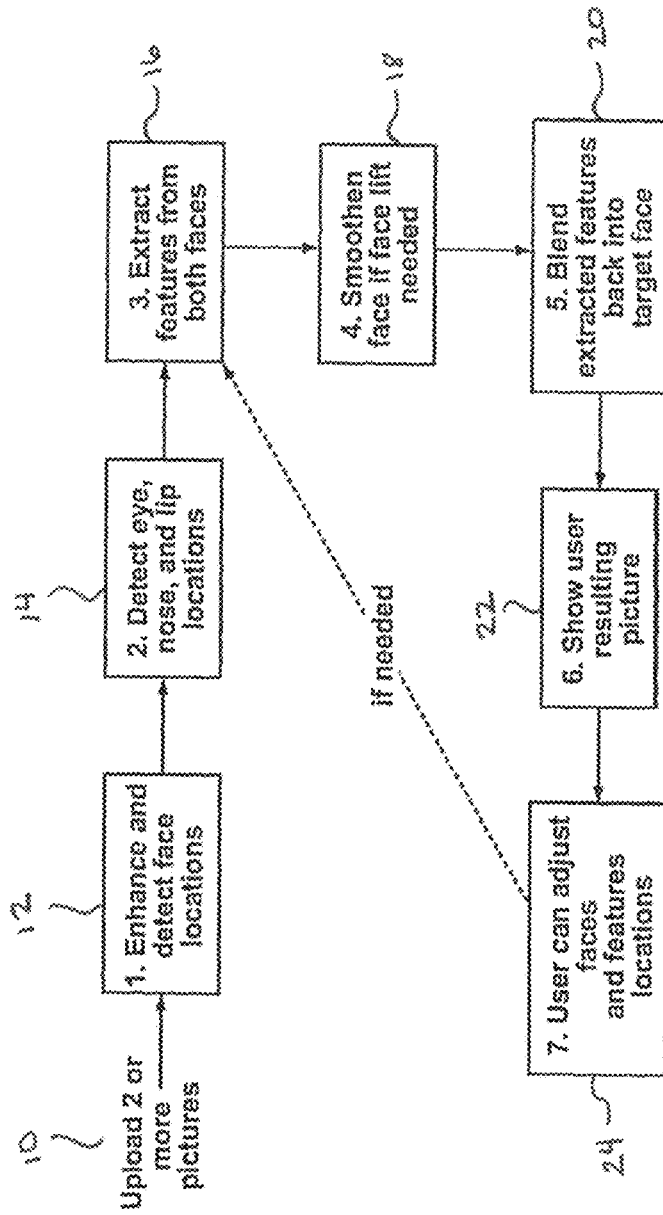 10
Upload 2 or
more
pictures
12
1. Enhance and
detect face
locations
14
2. Detect eye,
nose, and lip
locations
16
3. Extract
features from
both faces
18
4. Smoothen
face if face lift
needed
20
5. Blend
extracted features
back into
target face
22
6. Show user
resulting
picture
24
7. User can adjust
faces
and features
locations
if needed